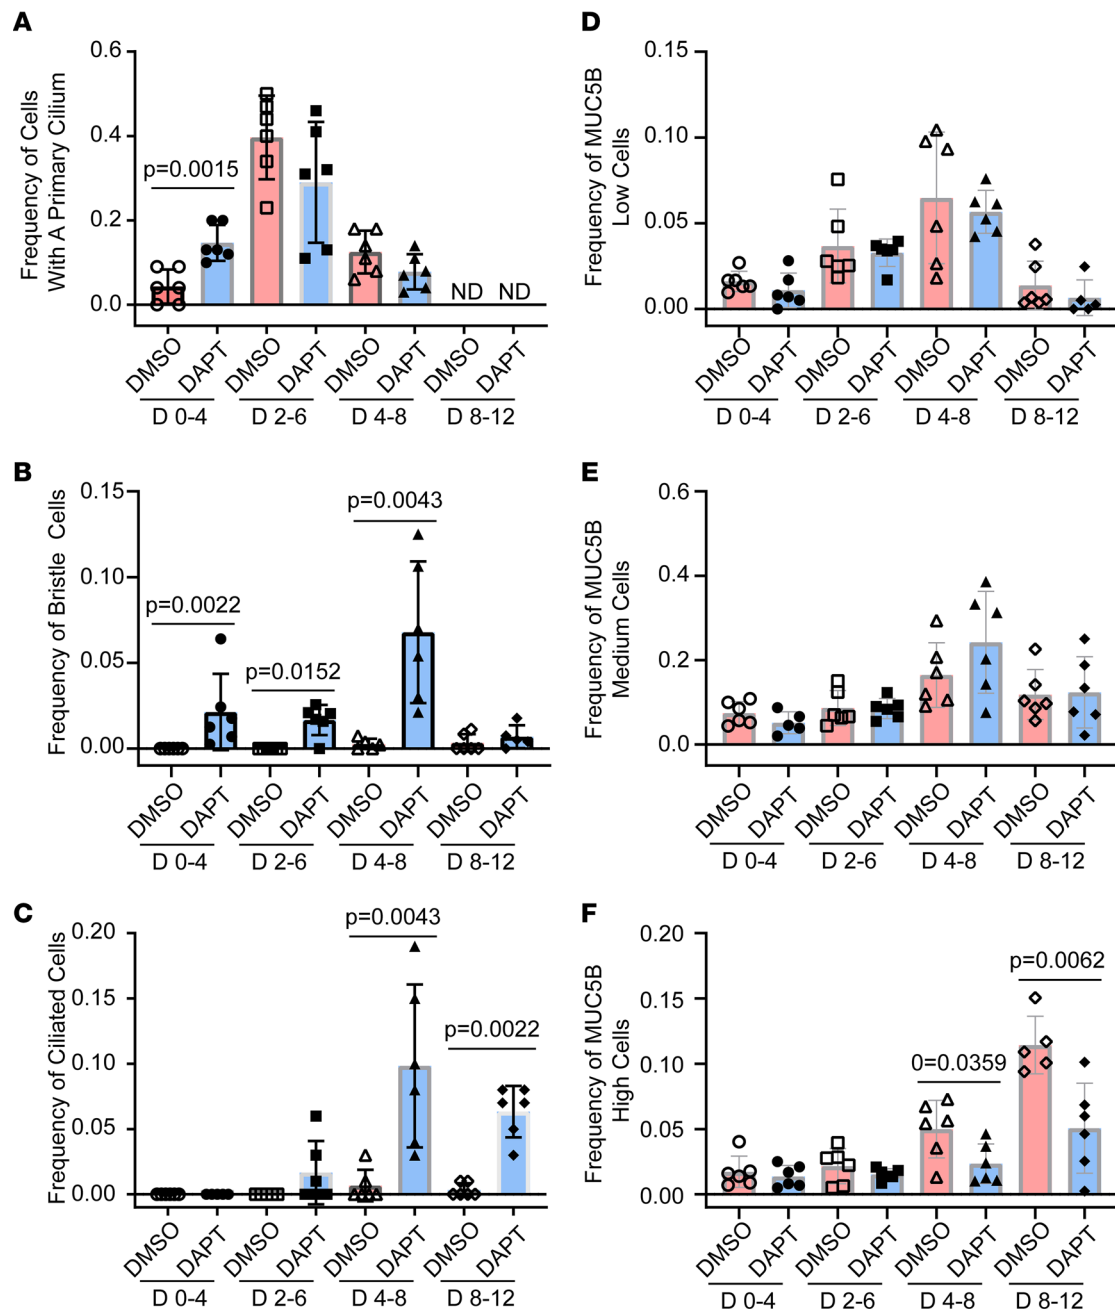 A
Frequency of Cells
With A Primary Cilium
0.6
0.4
0.2
0.0
p=0.0015
ND ND
DMSO DAPT DMSO DAPT DMSO DAPT DMSO DAPT
D 0-4 D 2-6 D 4-8 D 8-12
B
Frequency of Bristle Cells
0.15
0.10
0.05
0.00
p=0.0022
p=0.0152
p=0.0043
DMSO DAPT DMSO DAPT DMSO DAPT DMSO DAPT
D 0-4 D 2-6 D 4-8 D 8-12
C
Frequency of Ciliated Cells
0.20
0.15
0.10
0.05
0.00
p=0.0043
p=0.0022
DMSO DAPT DMSO DAPT DMSO DAPT DMSO DAPT
D 0-4 D 2-6 D 4-8 D 8-12
D
Frequency of MUC5B
Low Cells
0.15
0.10
0.05
0.00
DMSO DAPT DMSO DAPT DMSO DAPT DMSO DAPT
D 0-4 D 2-6 D 4-8 D 8-12
E
Frequency of MUC5B
Medium Cells
0.6
0.4
0.2
0.0
DMSO DAPT DMSO DAPT DMSO DAPT DMSO DAPT
D 0-4 D 2-6 D 4-8 D 8-12
F
Frequency of MUC5B
High Cells
0.20
0.15
0.10
0.05
0.00
0=0.0359
p=0.0062
DMSO DAPT DMSO DAPT DMSO DAPT DMSO DAPT
D 0-4 D 2-6 D 4-8 D 8-12